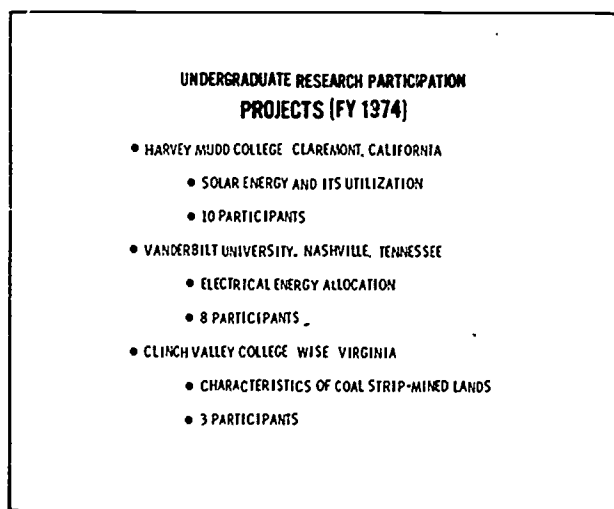 UNDERGRADUATE RESEARCH PARTICIPATION
PROJECTS (FY 1974)
• HARVEY MUDD COLLEGE CLAREMONT, CALIFORNIA
• SOLAR ENERGY AND ITS UTILIZATION
• 10 PARTICIPANTS
• VANDERBILT UNIVERSITY, NASHVILLE, TENNESSEE
• ELECTRICAL ENERGY ALLOCATION
• 8 PARTICIPANTS
• CLINCH VALLEY COLLEGE WISE VIRGINIA
• CHARACTERISTICS OF COAL STRIP-MINED LANDS
• 3 PARTICIPANTS